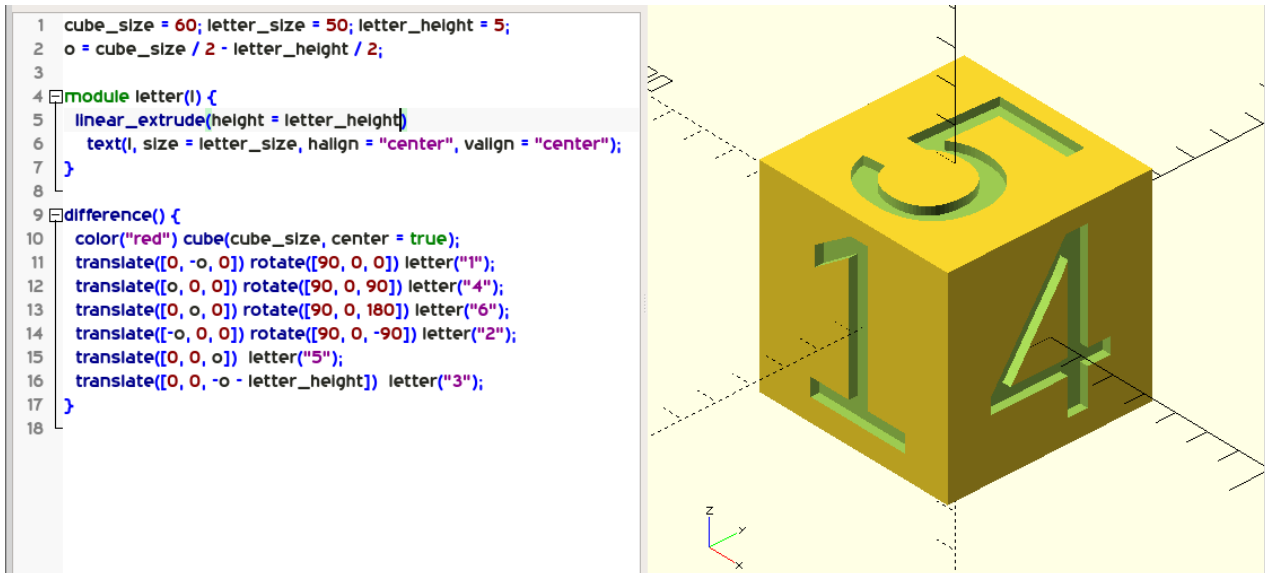 1 cube_size = 60; letter_size = 50; letter_height = 5;
2 o = cube_size / 2 - letter_height / 2;
3
4 module letter(l) {
5 linear_extrude(height = letter_height)
6 text(l, size = letter_size, halign = "center", valign = "center");
7 }
8
9 difference() {
10 color("red") cube(cube_size, center = true);
11 translate([0, -o, 0]) rotate([90, 0, 0]) letter("1");
12 translate([o, 0, 0]) rotate([90, 0, 90]) letter("4");
13 translate([0, o, 0]) rotate([90, 0, 180]) letter("6");
14 translate([-o, 0, 0]) rotate([90, 0, -90]) letter("2");
15 translate([0, 0, o]) letter("5");
16 translate([0, 0, -o - letter_height]) letter("3");
17 }
18
5
1 4
z
y
x